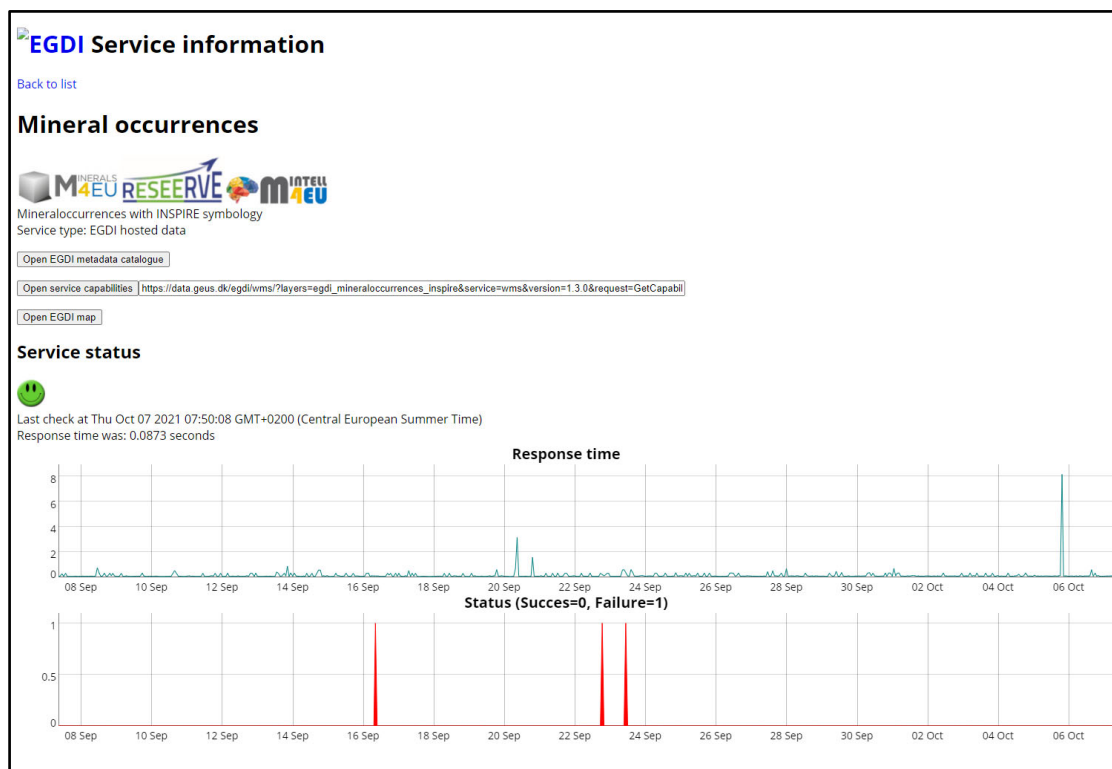 EGDI Service information
Back to list
Mineral occurrences
MINERALS M4EU RESEERVE MINTELL4EU
Mineraloccurrences with INSPIRE symbology
Service type: EGDI hosted data
Open EGDI metadata catalogue
Open service capabilities https://data.geus.dk/egdi/wms/?layers=egdi_mineraloccurrences_inspire&service=wms&version=1.3.0&request=GetCapabil
Open EGDI map
Service status
Last check at Thu Oct 07 2021 07:50:08 GMT+0200 (Central European Summer Time)
Response time was: 0.0873 seconds
Response time
8
6
4
2
0
08 Sep 10 Sep 12 Sep 14 Sep 16 Sep 18 Sep 20 Sep 22 Sep 24 Sep 26 Sep 28 Sep 30 Sep 02 Oct 04 Oct 06 Oct
Status (Succes=0, Failure=1)
1
0.5
0
08 Sep 10 Sep 12 Sep 14 Sep 16 Sep 18 Sep 20 Sep 22 Sep 24 Sep 26 Sep 28 Sep 30 Sep 02 Oct 04 Oct 06 Oct